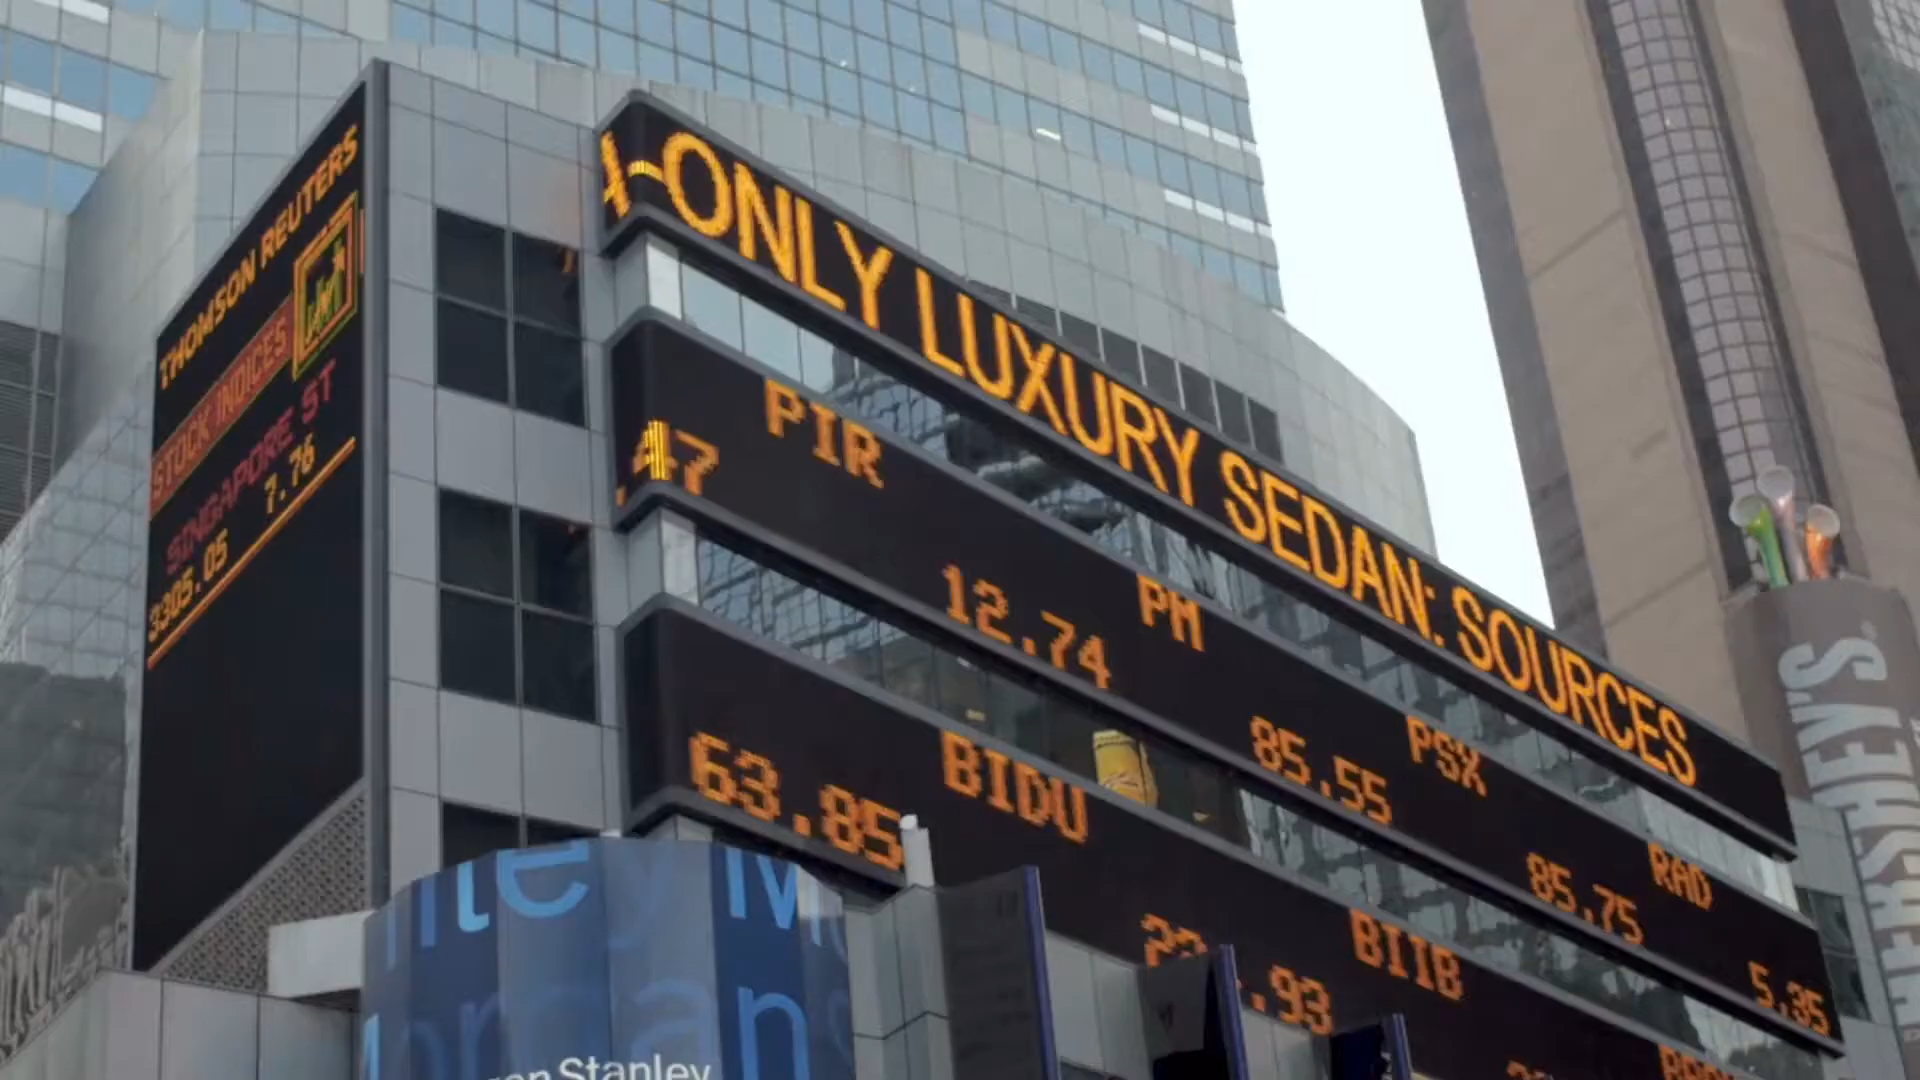 THOMSON REUTERS
STOCK INDICES
SINGAPORE ST
3305.05 7.76
-ONLY LUXURY SEDAN: SOURCES
.47 PIR 12.74 PM 85.55 PSX 85.75 RAD 5.35
63.85 BIDU .93 BIIB
HERSHEY'S
Stanley